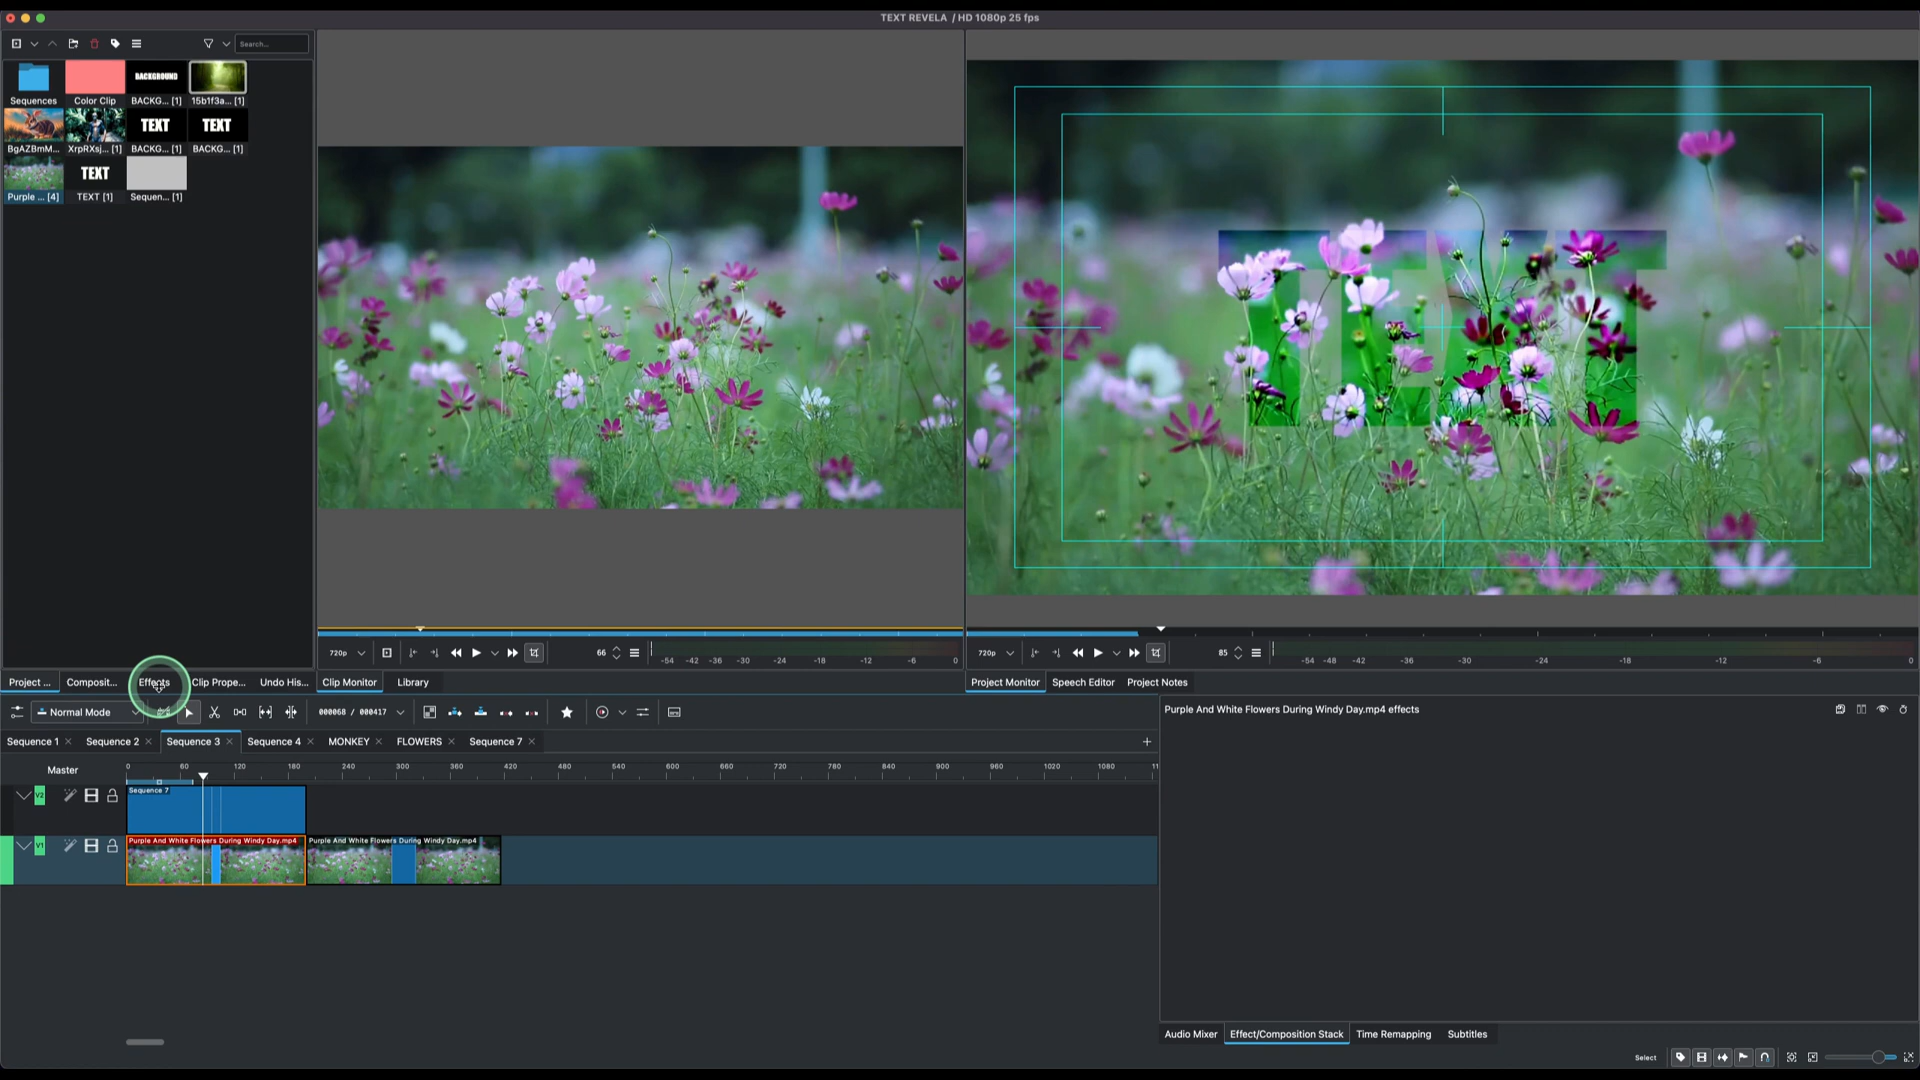 TEXT REVELA / HD 1080p 25 fps
Search...
BACKGROUND
Sequences
Color Clip
BACKG... [1]
15b1f3a... [1]
TEXT
TEXT
BgAZBmM...
XrpRXsj... [1]
BACKG... [1]
BACKG... [1]
TEXT
Purple ... [4]
TEXT [1]
Sequen... [1]
TEXT
720p
66
-54 -42 -36 -30 -24 -18 -12 -6 0
720p
85
-54 -48 -42 -36 -30 -24 -18 -12 -6 0
Project ...
Composit...
Effects
Clip Prope...
Undo His...
Clip Monitor
Library
Project Monitor
Speech Editor
Project Notes
Normal Mode
000068 / 000417
Purple And White Flowers During Windy Day.mp4 effects
Sequence 1
Sequence 2
Sequence 3
Sequence 4
MONKEY
FLOWERS
Sequence 7
Master
0 60 120 180 240 300 360 420 480 540 600 660 720 780 840 900 960 1020 1080 11
V2
Sequence 7
V1
Purple And White Flowers During Windy Day.mp4
Purple And White Flowers During Windy Day.mp4
Audio Mixer
Effect/Composition Stack
Time Remapping
Subtitles
Select